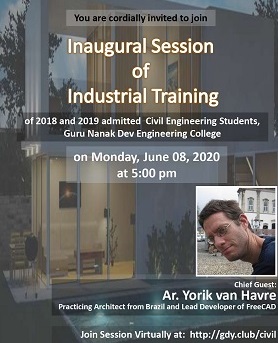 You are cordially invited to join
Inaugural Session
of
Industrial Training
of 2018 and 2019 admitted Civil Engineering Students,
Guru Nanak Dev Engineering College
on Monday, June 08, 2020
at 5:00 pm
Chief Guest:
Ar. Yorik van Havre
Practicing Architect from Brazil and Lead Developer of FreeCAD
Join Session Virtually at: http://gdy.club/civil